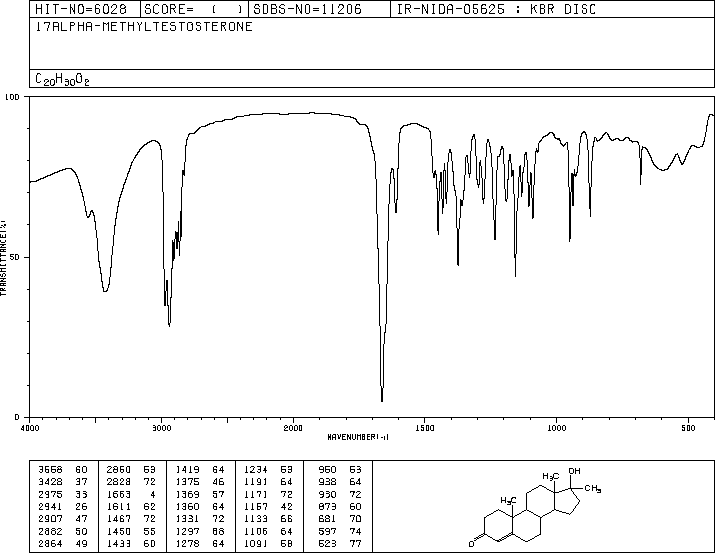 HIT-NO=6028 SCORE= ( ) SDBS-NO=11206 IR-NIDA-05625 : KBR DISC
17ALPHA-METHYLTESTOSTERONE
C20H30O2
100
50
0
TRANSMITTANCE(%)
4000 3000 2000 1500 1000 500
WAVENUMBER(-1)
3558 60 2860 53 1419 64 1234 53 950 53
3428 37 2828 72 1375 46 1191 64 938 64
2975 33 1663 4 1369 57 1171 72 930 72
2941 26 1611 62 1360 64 1157 42 873 60
2907 47 1467 72 1331 72 1133 66 681 70
2882 50 1450 55 1297 68 1106 64 597 74
2864 49 1433 60 1278 64 1091 58 523 77
OH
H3C
CH3
H3C
O